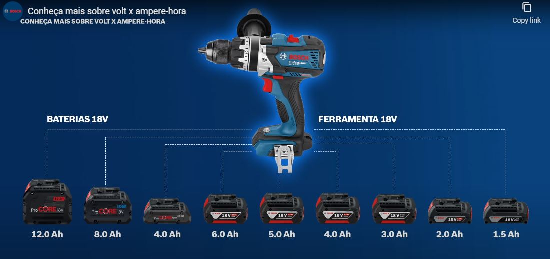 Conheça mais sobre volt x ampere-hora
CONHEÇA MAIS SOBRE VOLT X AMPERE-HORA
Copy link
BATERIAS 18V
FERRAMENTA 18V
12.0 Ah
8.0 Ah
4.0 Ah
6.0 Ah
5.0 Ah
4.0 Ah
3.0 Ah
2.0 Ah
1.5 Ah